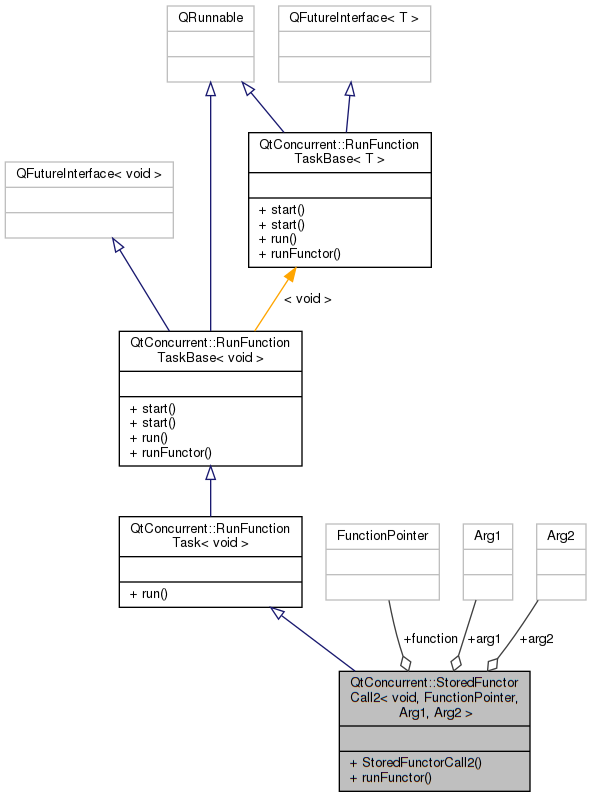 QRunnable
QFutureInterface< T >
QtConcurrent::RunFunction
TaskBase< T >
+ start()
+ start()
+ run()
+ runFunctor()
QFutureInterface< void >
< void >
QtConcurrent::RunFunction
TaskBase< void >
+ start()
+ start()
+ run()
+ runFunctor()
QtConcurrent::RunFunction
Task< void >
+ run()
FunctionPointer
Arg1
Arg2
+function
+arg1
+arg2
QtConcurrent::StoredFunctor
Call2< void, FunctionPointer,
Arg1, Arg2 >
+ StoredFunctorCall2()
+ runFunctor()